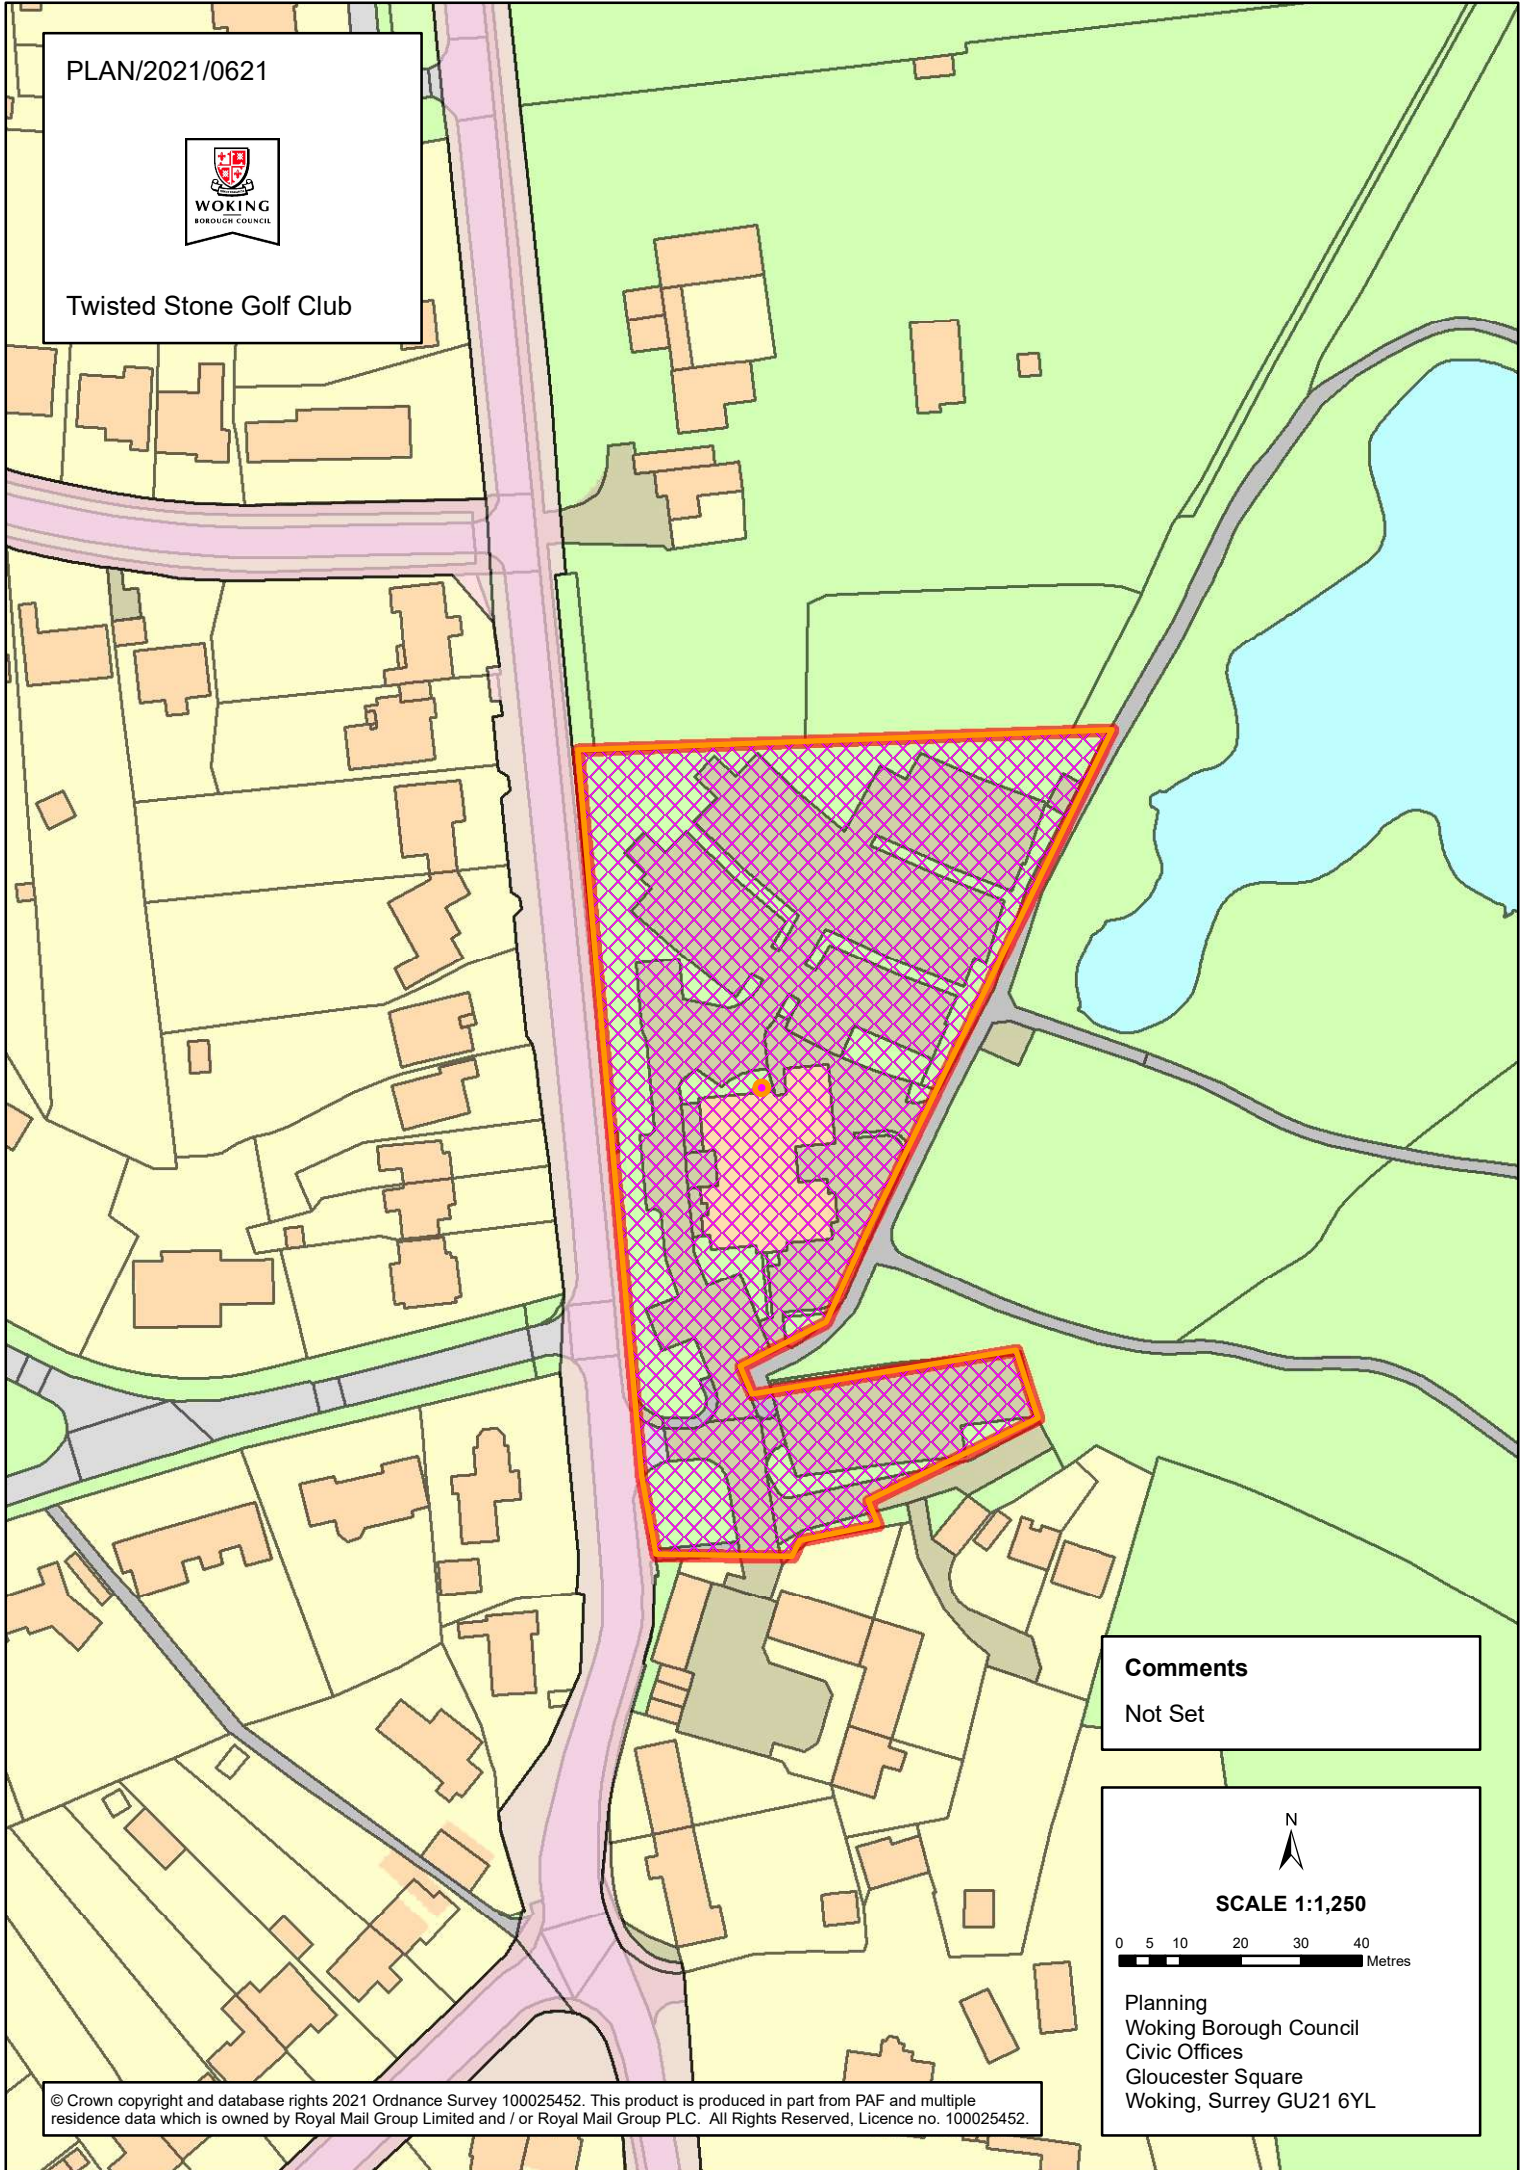 PLAN/2021/0621
WOKING
BOROUGH COUNCIL
Twisted Stone Golf Club
Comments
Not Set
N
SCALE 1:1,250
0 5 10 20 30 40
Metres
Planning
Woking Borough Council
Civic Offices
Gloucester Square
Woking, Surrey GU21 6YL
© Crown copyright and database rights 2021 Ordnance Survey 100025452. This product is produced in part from PAF and multiple
residence data which is owned by Royal Mail Group Limited and / or Royal Mail Group PLC. All Rights Reserved, Licence no. 100025452.